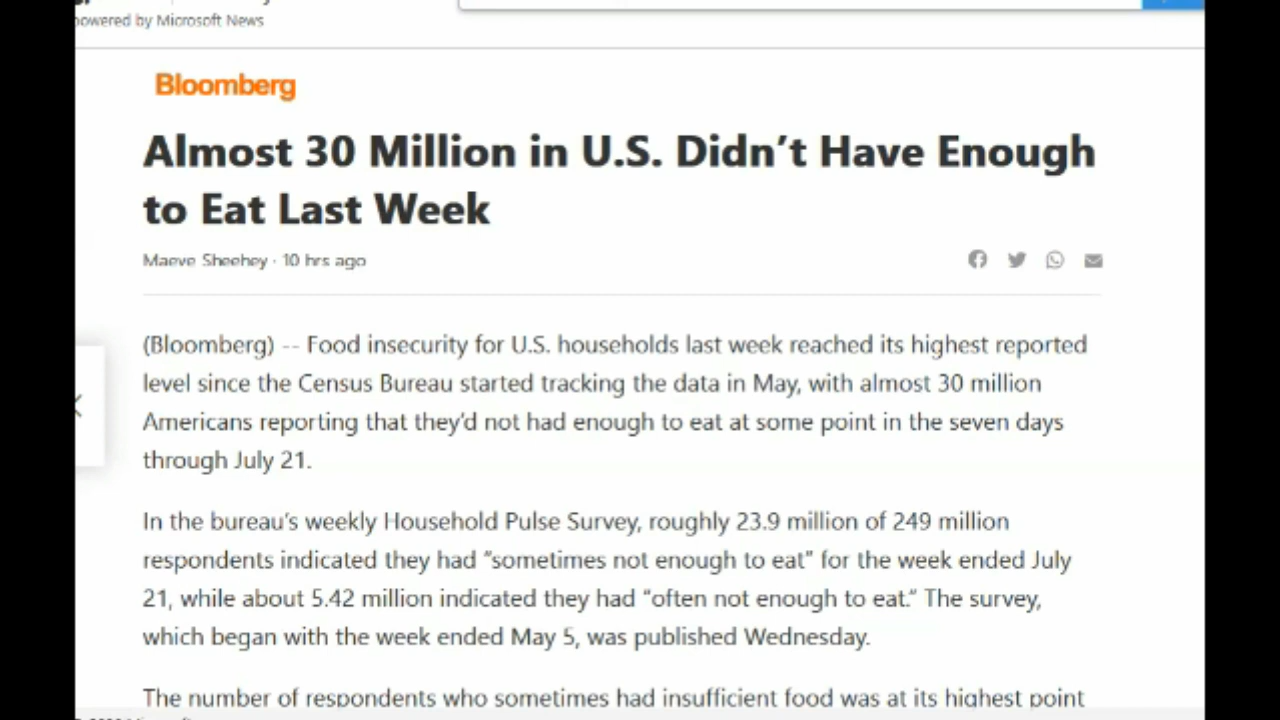 powered by Microsoft News
Bloomberg
Almost 30 Million in U.S. Didn’t Have Enough
to Eat Last Week
Maeve Sheehey · 10 hrs ago
(Bloomberg) -- Food insecurity for U.S. households last week reached its highest reported
level since the Census Bureau started tracking the data in May, with almost 30 million
Americans reporting that they’d not had enough to eat at some point in the seven days
through July 21.
In the bureau’s weekly Household Pulse Survey, roughly 23.9 million of 249 million
respondents indicated they had “sometimes not enough to eat” for the week ended July
21, while about 5.42 million indicated they had “often not enough to eat.” The survey,
which began with the week ended May 5, was published Wednesday.
The number of respondents who sometimes had insufficient food was at its highest point